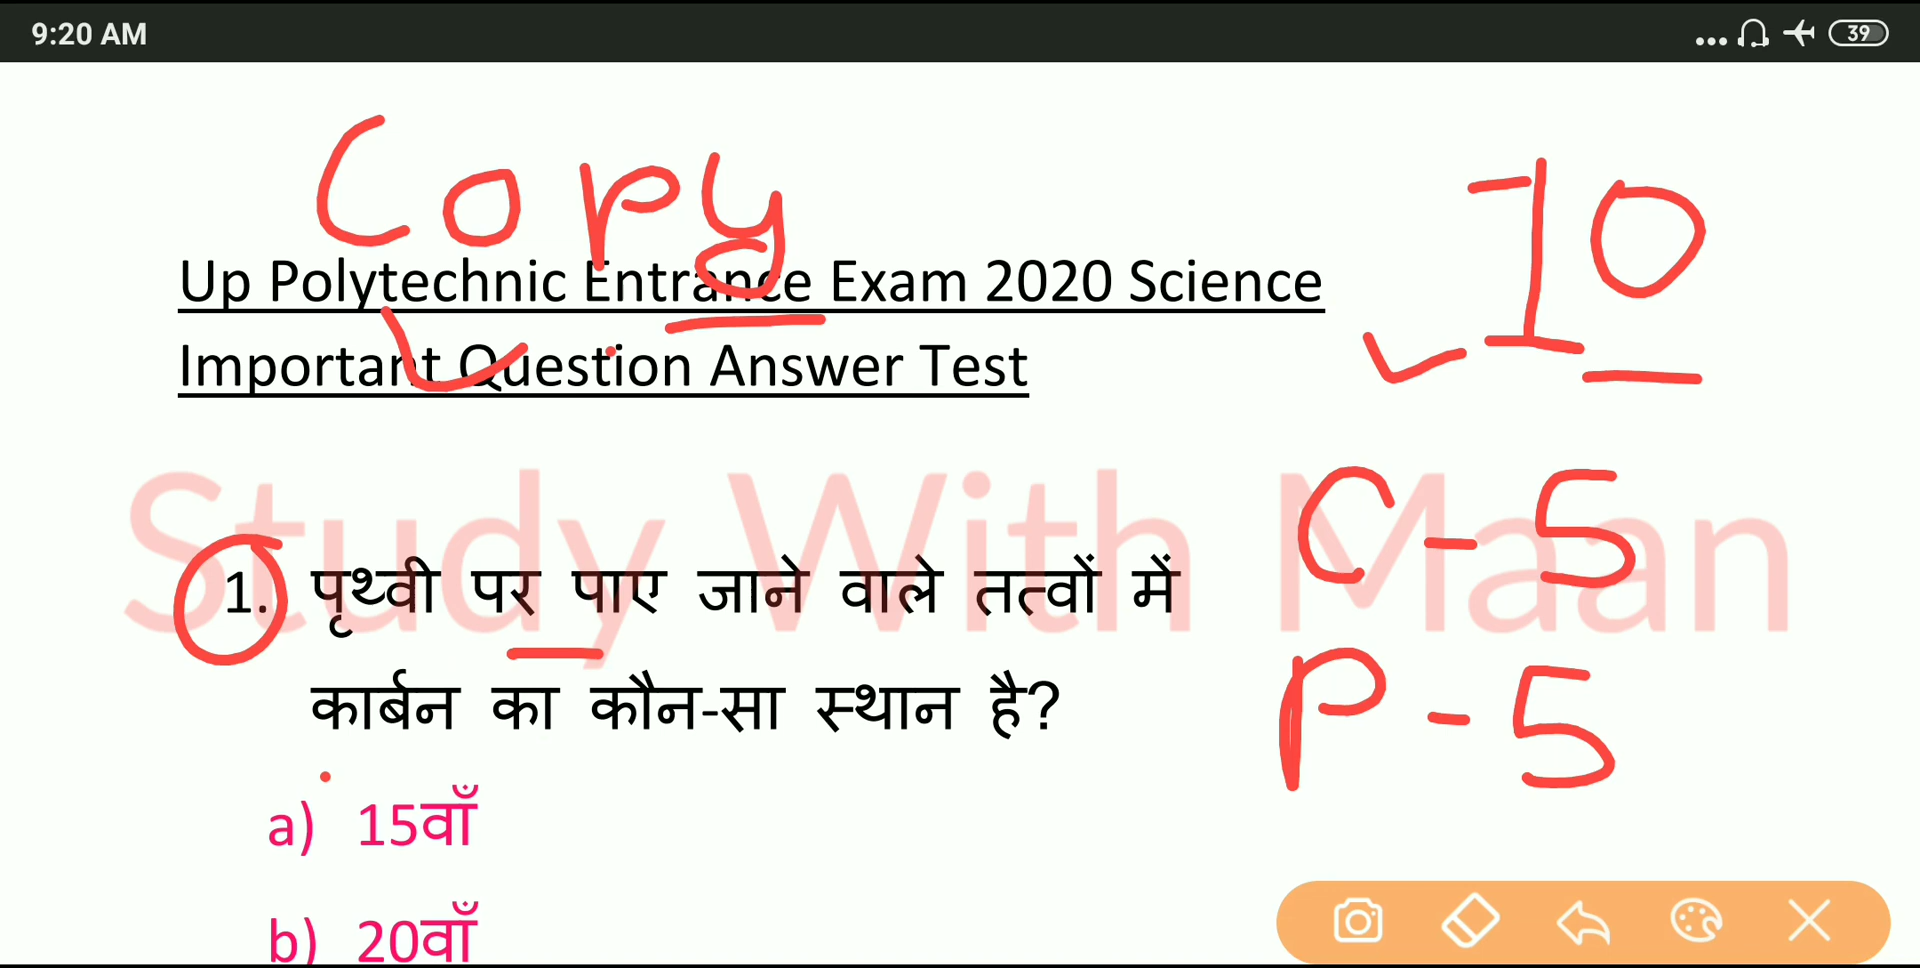 9:20 AM
39
Copy
10
Up Polytechnic Entrance Exam 2020 Science
Important Question Answer Test
Study With Maan
C - 5
1. पृथ्वी पर पाए जाने वाले तत्वों में
कार्बन का कौन-सा स्थान है?
P - 5
a) 15वाँ
b) 20वाँ